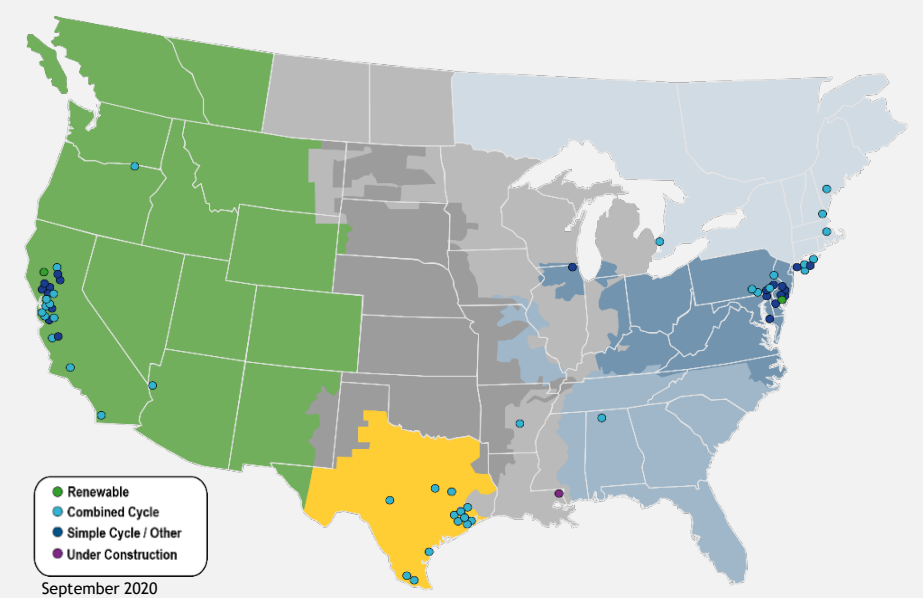 Renewable
Combined Cycle
Simple Cycle / Other
Under Construction
September 2020